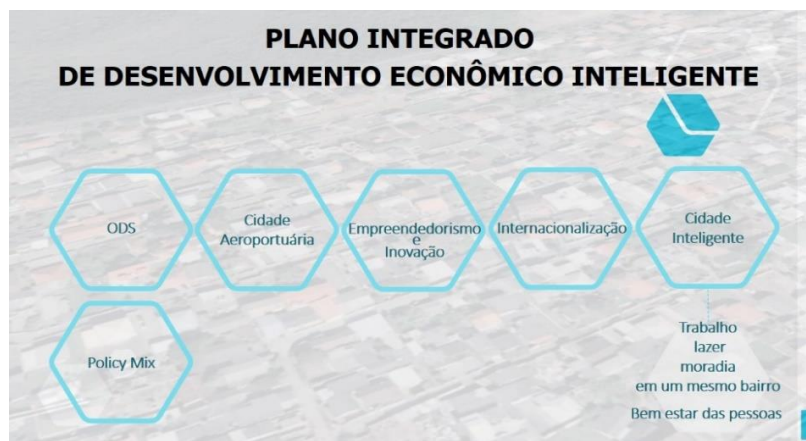 PLANO INTEGRADO
DE DESENVOLVIMENTO ECONÔMICO INTELIGENTE
ODS
Cidade
Aeroportuária
Empreendedorismo
e
Inovação
Internacionalização
Cidade
Inteligente
Policy Mix
Trabalho
lazer
moradia
em um mesmo bairro
Bem estar das pessoas